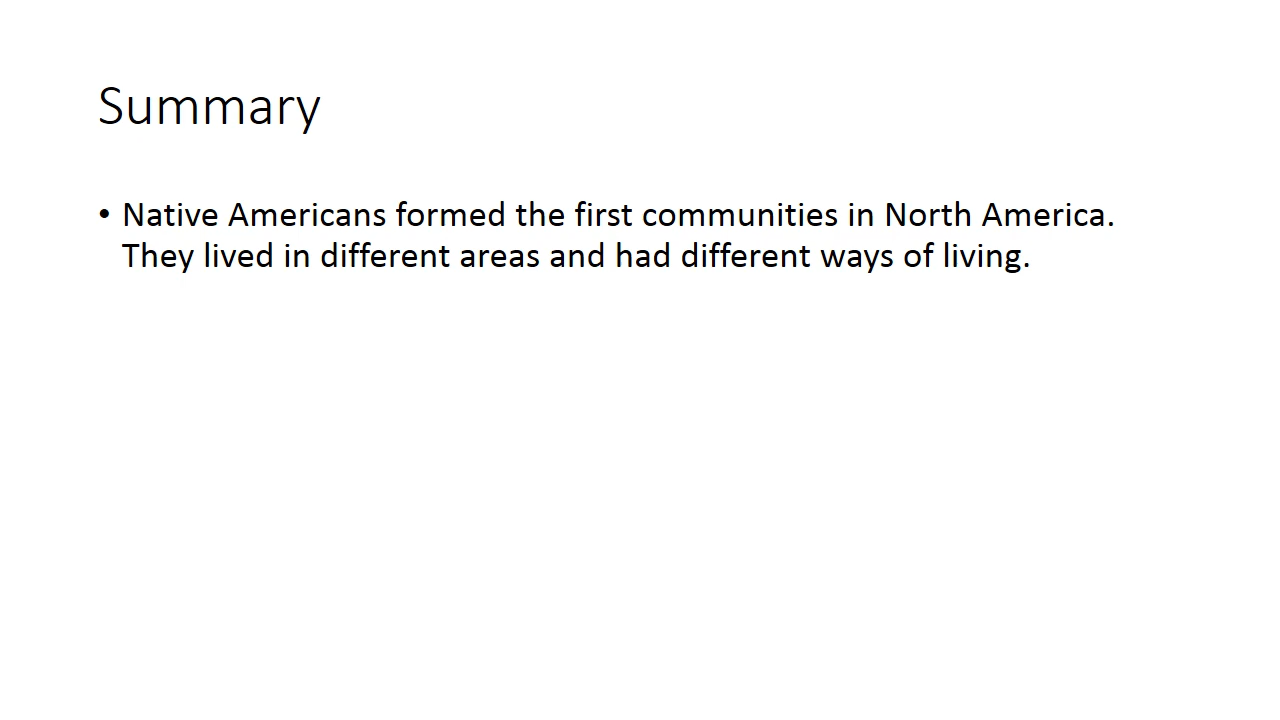 Summary
• Native Americans formed the first communities in North America.
They lived in different areas and had different ways of living.